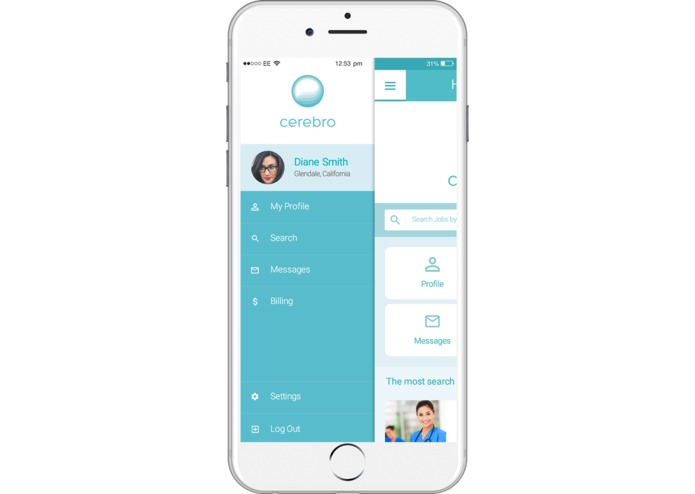 EE
12:53 pm
31%
cerebro
Diane Smith
Glendale, California
My Profile
Search
Messages
Billing
Settings
Log Out
H
C
Search Jobs by
Profile
Messages
The most search